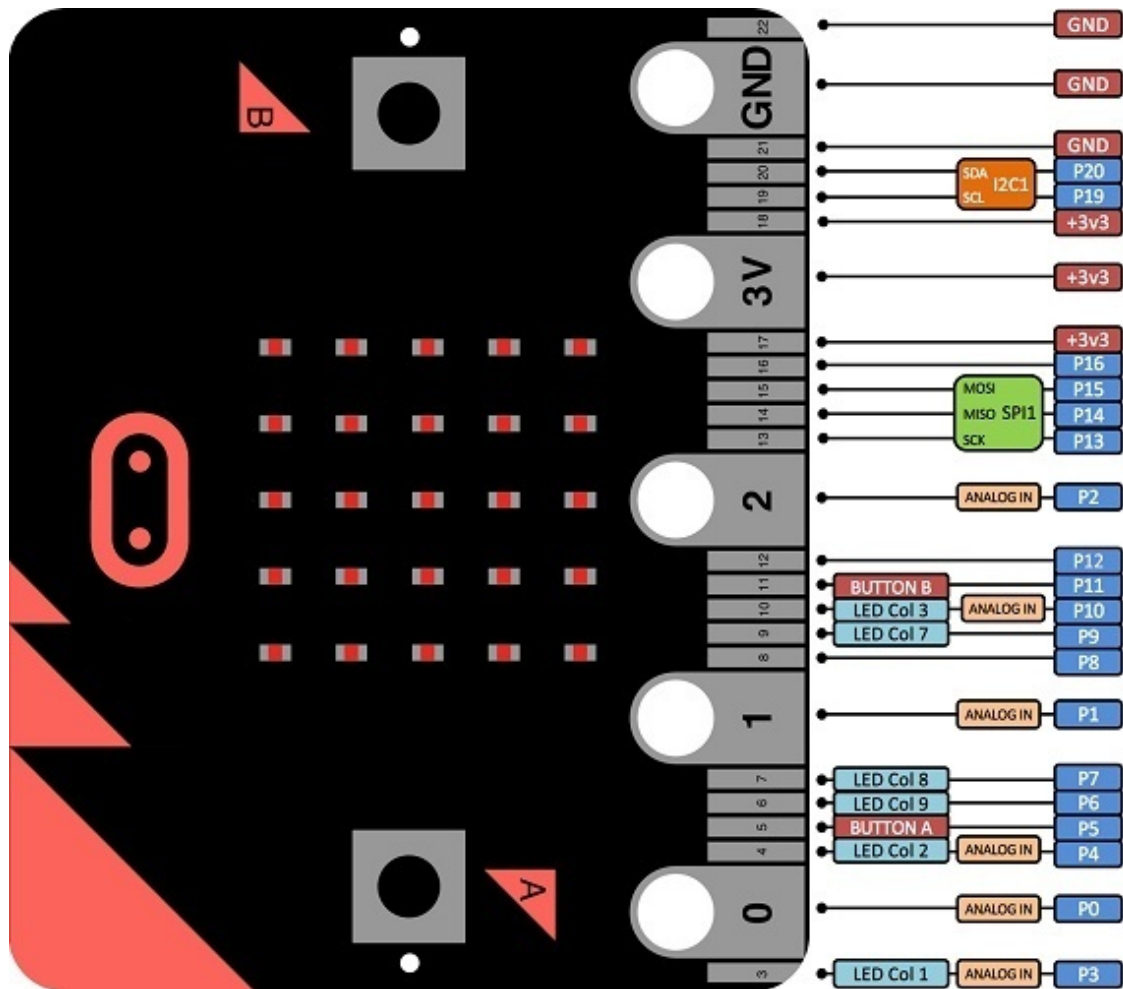 B
22 GND
GND GND
21 GND
20 SDA I2C1 P20
19 SCL P19
18 +3v3
3V +3v3
17 +3v3
16 P16
15 MOSI P15
14 MISO SPI1 P14
13 SCK P13
2 ANALOG IN P2
12 P12
11 BUTTON B P11
10 LED Col 3 ANALOG IN P10
9 LED Col 7 P9
8 P8
1 ANALOG IN P1
7 LED Col 8 P7
6 LED Col 9 P6
5 BUTTON A P5
4 LED Col 2 ANALOG IN P4
A
0 ANALOG IN P0
3 LED Col 1 ANALOG IN P3